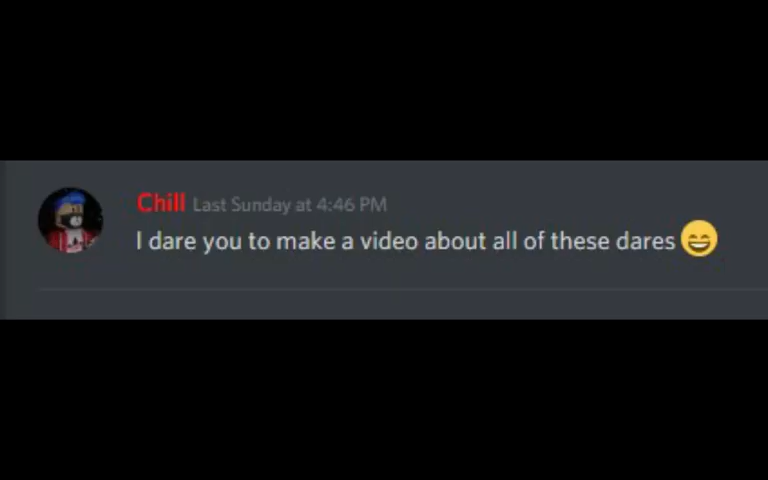 Chill Last Sunday at 4:46 PM
I dare you to make a video about all of these dares 😄